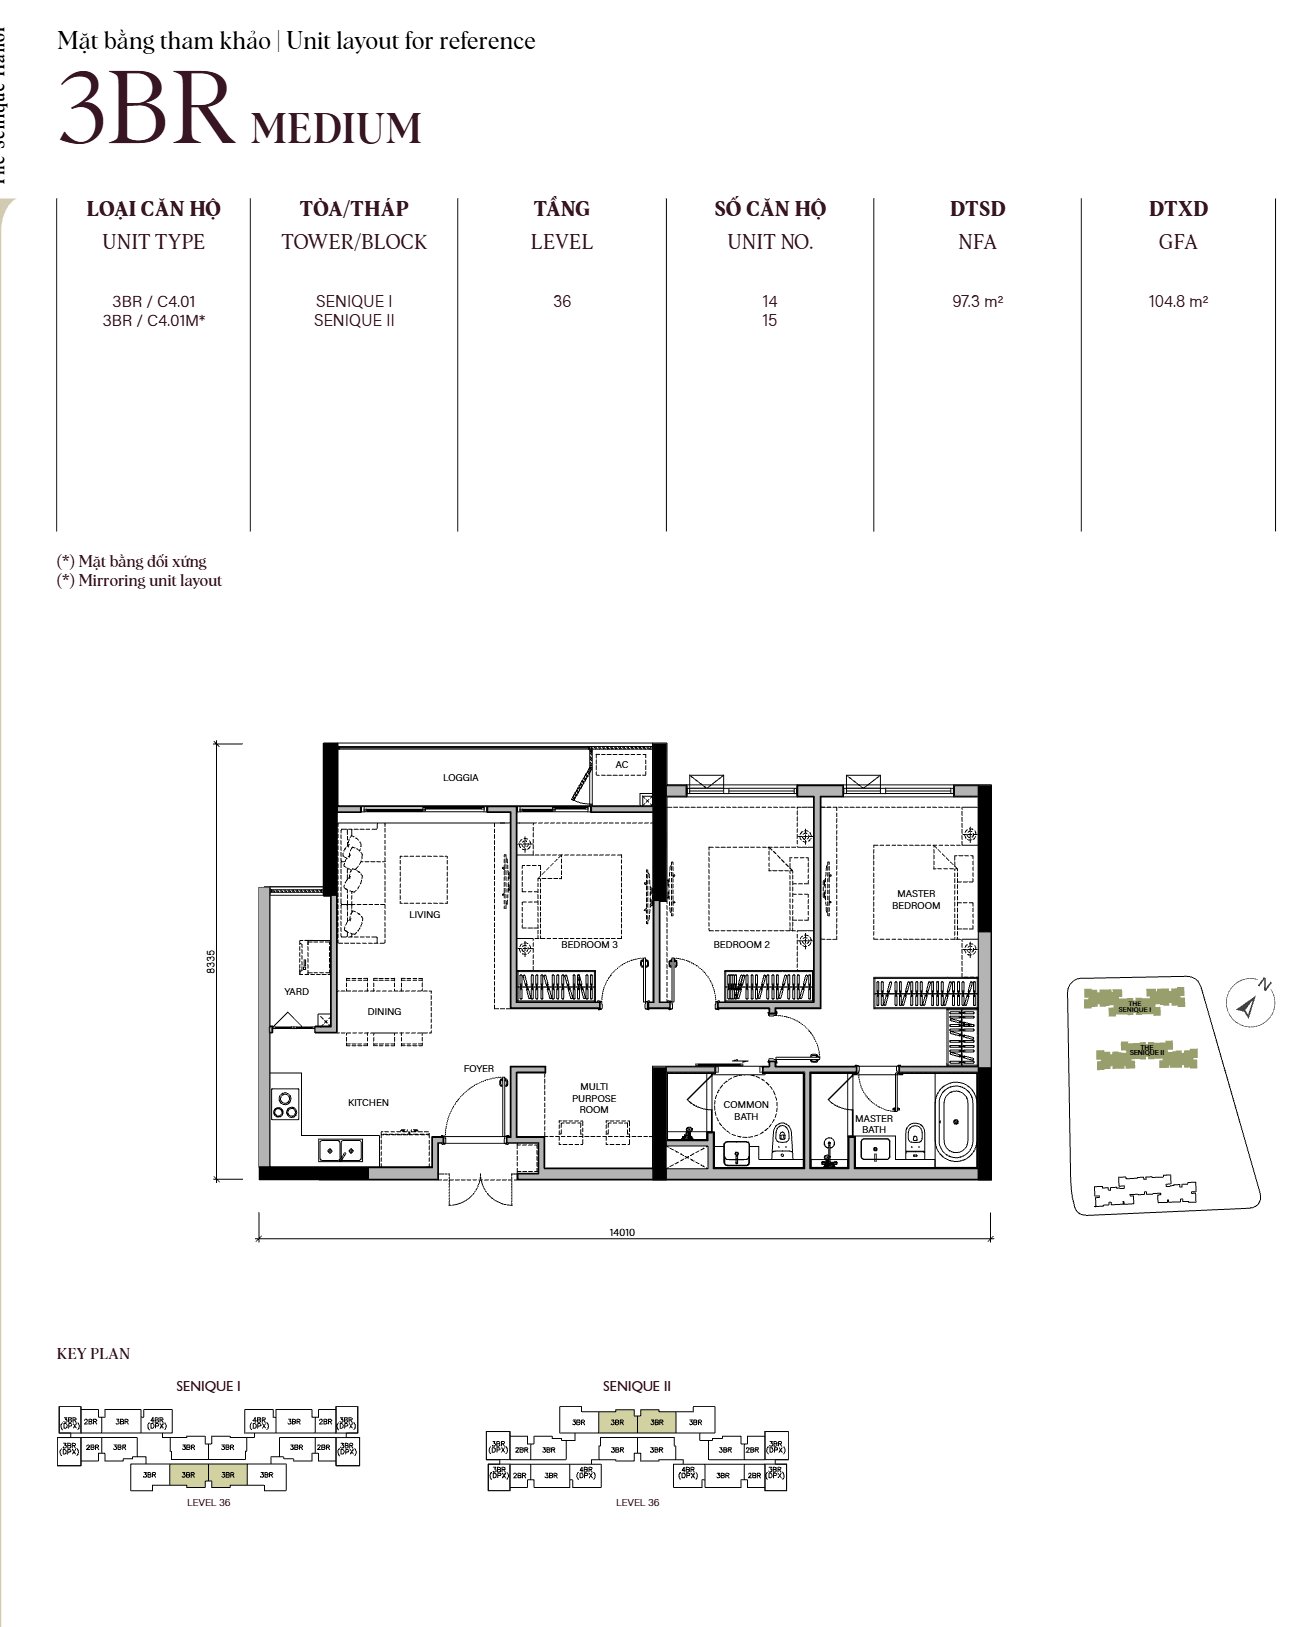 The Senique Hanoi
Mặt bằng tham khảo | Unit layout for reference
3BR MEDIUM
LOẠI CĂN HỘ
UNIT TYPE
3BR / C4.01
3BR / C4.01M*
TÒA/THÁP
TOWER/BLOCK
SENIQUE I
SENIQUE II
TẦNG
LEVEL
36
SỐ CĂN HỘ
UNIT NO.
14
15
DTSD
NFA
97.3 m²
DTXD
GFA
104.8 m²
(*) Mặt bằng đối xứng
(*) Mirroring unit layout
LOGGIA
AC
LIVING
BEDROOM 3
BEDROOM 2
MASTER
BEDROOM
YARD
DINING
FOYER
KITCHEN
MULTI
PURPOSE
ROOM
COMMON
BATH
MASTER
BATH
8335
14010
N
THE
SENIQUE I
THE
SENIQUE II
KEY PLAN
SENIQUE I
3BR
(DPX)
2BR
3BR
4BR
(DPX)
4BR
(DPX)
3BR
2BR
3BR
(DPX)
3BR
(DPX)
2BR
3BR
3BR
3BR
3BR
2BR
3BR
(DPX)
3BR
3BR
3BR
3BR
LEVEL 36
SENIQUE II
3BR
3BR
3BR
3BR
3BR
(DPX)
2BR
3BR
3BR
3BR
3BR
2BR
3BR
(DPX)
3BR
(DPX)
2BR
3BR
4BR
(DPX)
4BR
(DPX)
3BR
2BR
3BR
(DPX)
LEVEL 36